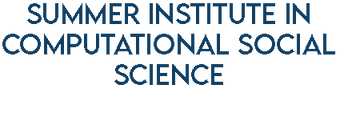 SUMMER INSTITUTE IN
COMPUTATIONAL SOCIAL
SCIENCE